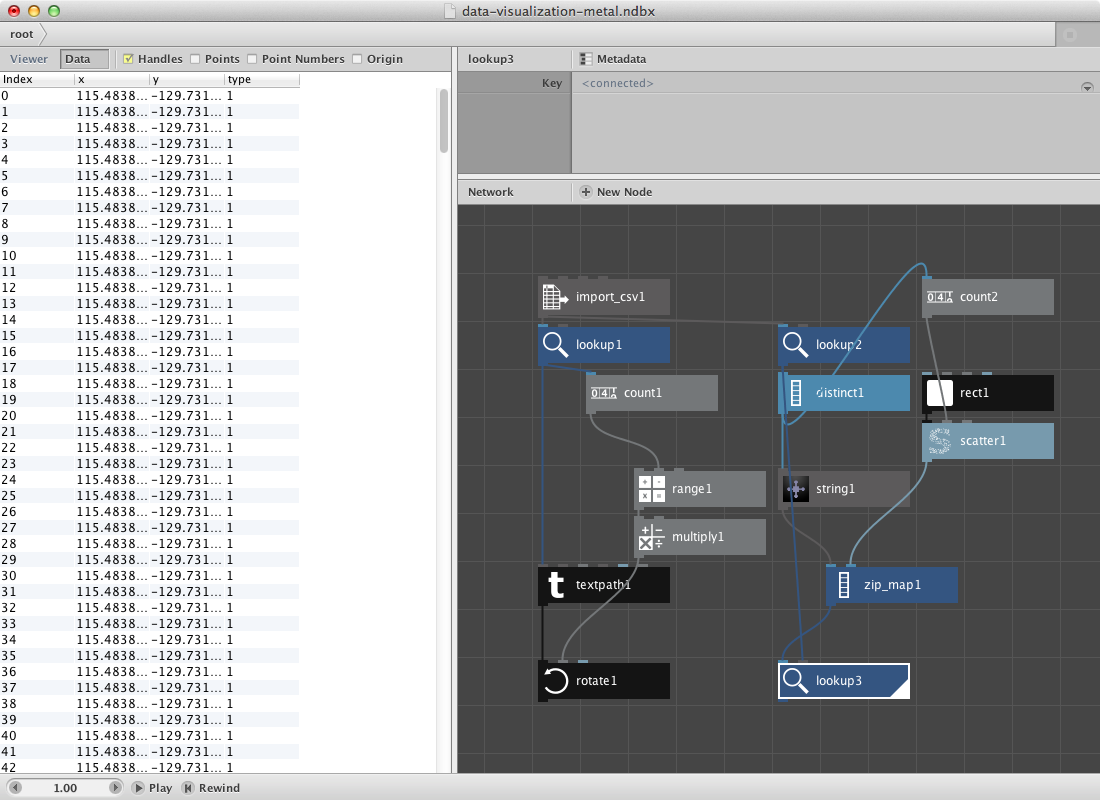 data-visualization-metal.ndbx
root
Viewer Data Handles Points Point Numbers Origin
Index x y type
0 115.4838... -129.731... 1
1 115.4838... -129.731... 1
2 115.4838... -129.731... 1
3 115.4838... -129.731... 1
4 115.4838... -129.731... 1
5 115.4838... -129.731... 1
6 115.4838... -129.731... 1
7 115.4838... -129.731... 1
8 115.4838... -129.731... 1
9 115.4838... -129.731... 1
10 115.4838... -129.731... 1
11 115.4838... -129.731... 1
12 115.4838... -129.731... 1
13 115.4838... -129.731... 1
14 115.4838... -129.731... 1
15 115.4838... -129.731... 1
16 115.4838... -129.731... 1
17 115.4838... -129.731... 1
18 115.4838... -129.731... 1
19 115.4838... -129.731... 1
20 115.4838... -129.731... 1
21 115.4838... -129.731... 1
22 115.4838... -129.731... 1
23 115.4838... -129.731... 1
24 115.4838... -129.731... 1
25 115.4838... -129.731... 1
26 115.4838... -129.731... 1
27 115.4838... -129.731... 1
28 115.4838... -129.731... 1
29 115.4838... -129.731... 1
30 115.4838... -129.731... 1
31 115.4838... -129.731... 1
32 115.4838... -129.731... 1
33 115.4838... -129.731... 1
34 115.4838... -129.731... 1
35 115.4838... -129.731... 1
36 115.4838... -129.731... 1
37 115.4838... -129.731... 1
38 115.4838... -129.731... 1
39 115.4838... -129.731... 1
40 115.4838... -129.731... 1
41 115.4838... -129.731... 1
42 115.4838... -129.731... 1
lookup3 Metadata
Key <connected>
Network New Node
import_csv1 count2
lookup1 lookup2
count1 distinct1 rect1
scatter1
range1 string1
multiply1
textpath1 zip_map1
rotate1 lookup3
1.00 Play Rewind